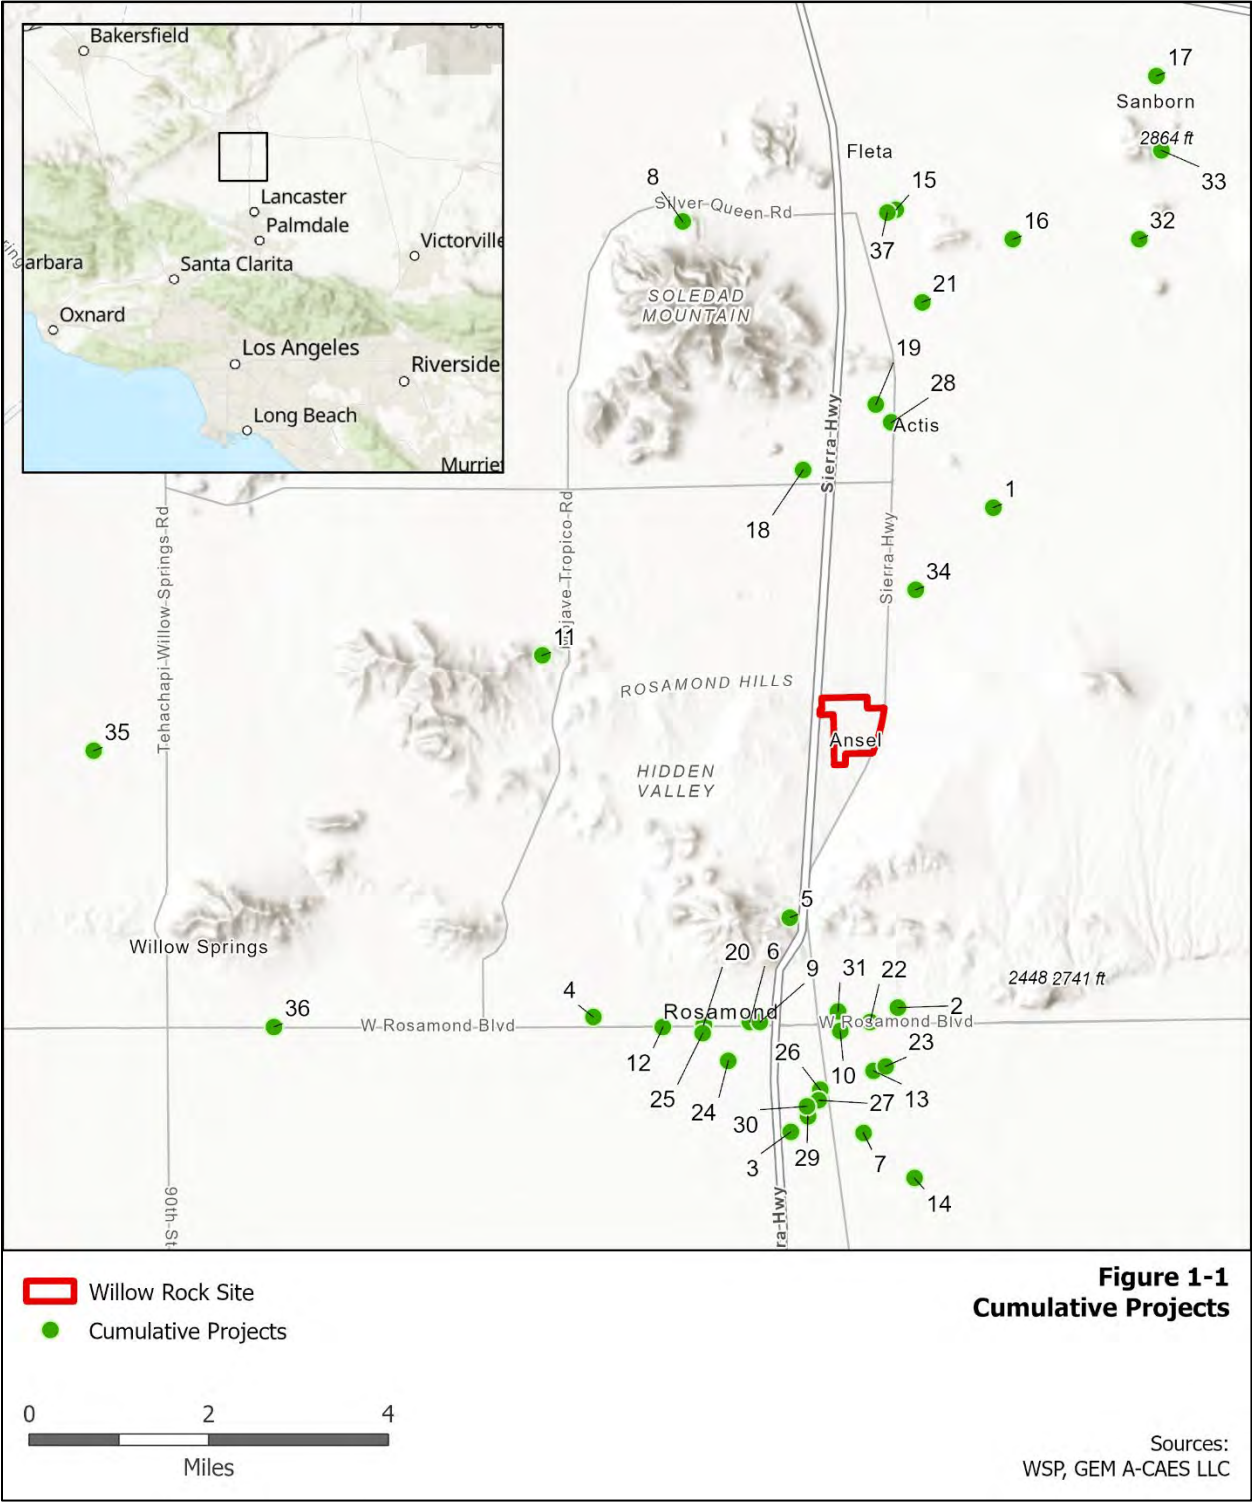 Bakersfield
Lancaster
Palmdale
Victorville
arbara
Santa Clarita
Oxnard
Los Angeles
Riverside
Long Beach
Murrie
17
Sanborn
2864 ft
33
Fleta
15
8
Silver Queen Rd
37
16
32
21
SOLEDAD
MOUNTAIN
19
28
Actis
Sierra Hwy
18
1
Tehachapi-Willow-Springs-Rd
Mojave-Tropico-Rd
Sierra-Hwy
34
11
ROSAMOND HILLS
35
Ansel
HIDDEN
VALLEY
5
Willow Springs
20
6
9
31
22
2448 2741 ft
4
36
Rosamond
2
W Rosamond Blvd
W Rosamond Blvd
12
26
23
25
24
10
13
27
30
3
29
7
14
90th-St
ra-Hwy
Willow Rock Site
Cumulative Projects
Figure 1-1
Cumulative Projects
0 2 4
Miles
Sources:
WSP, GEM A-CAES LLC